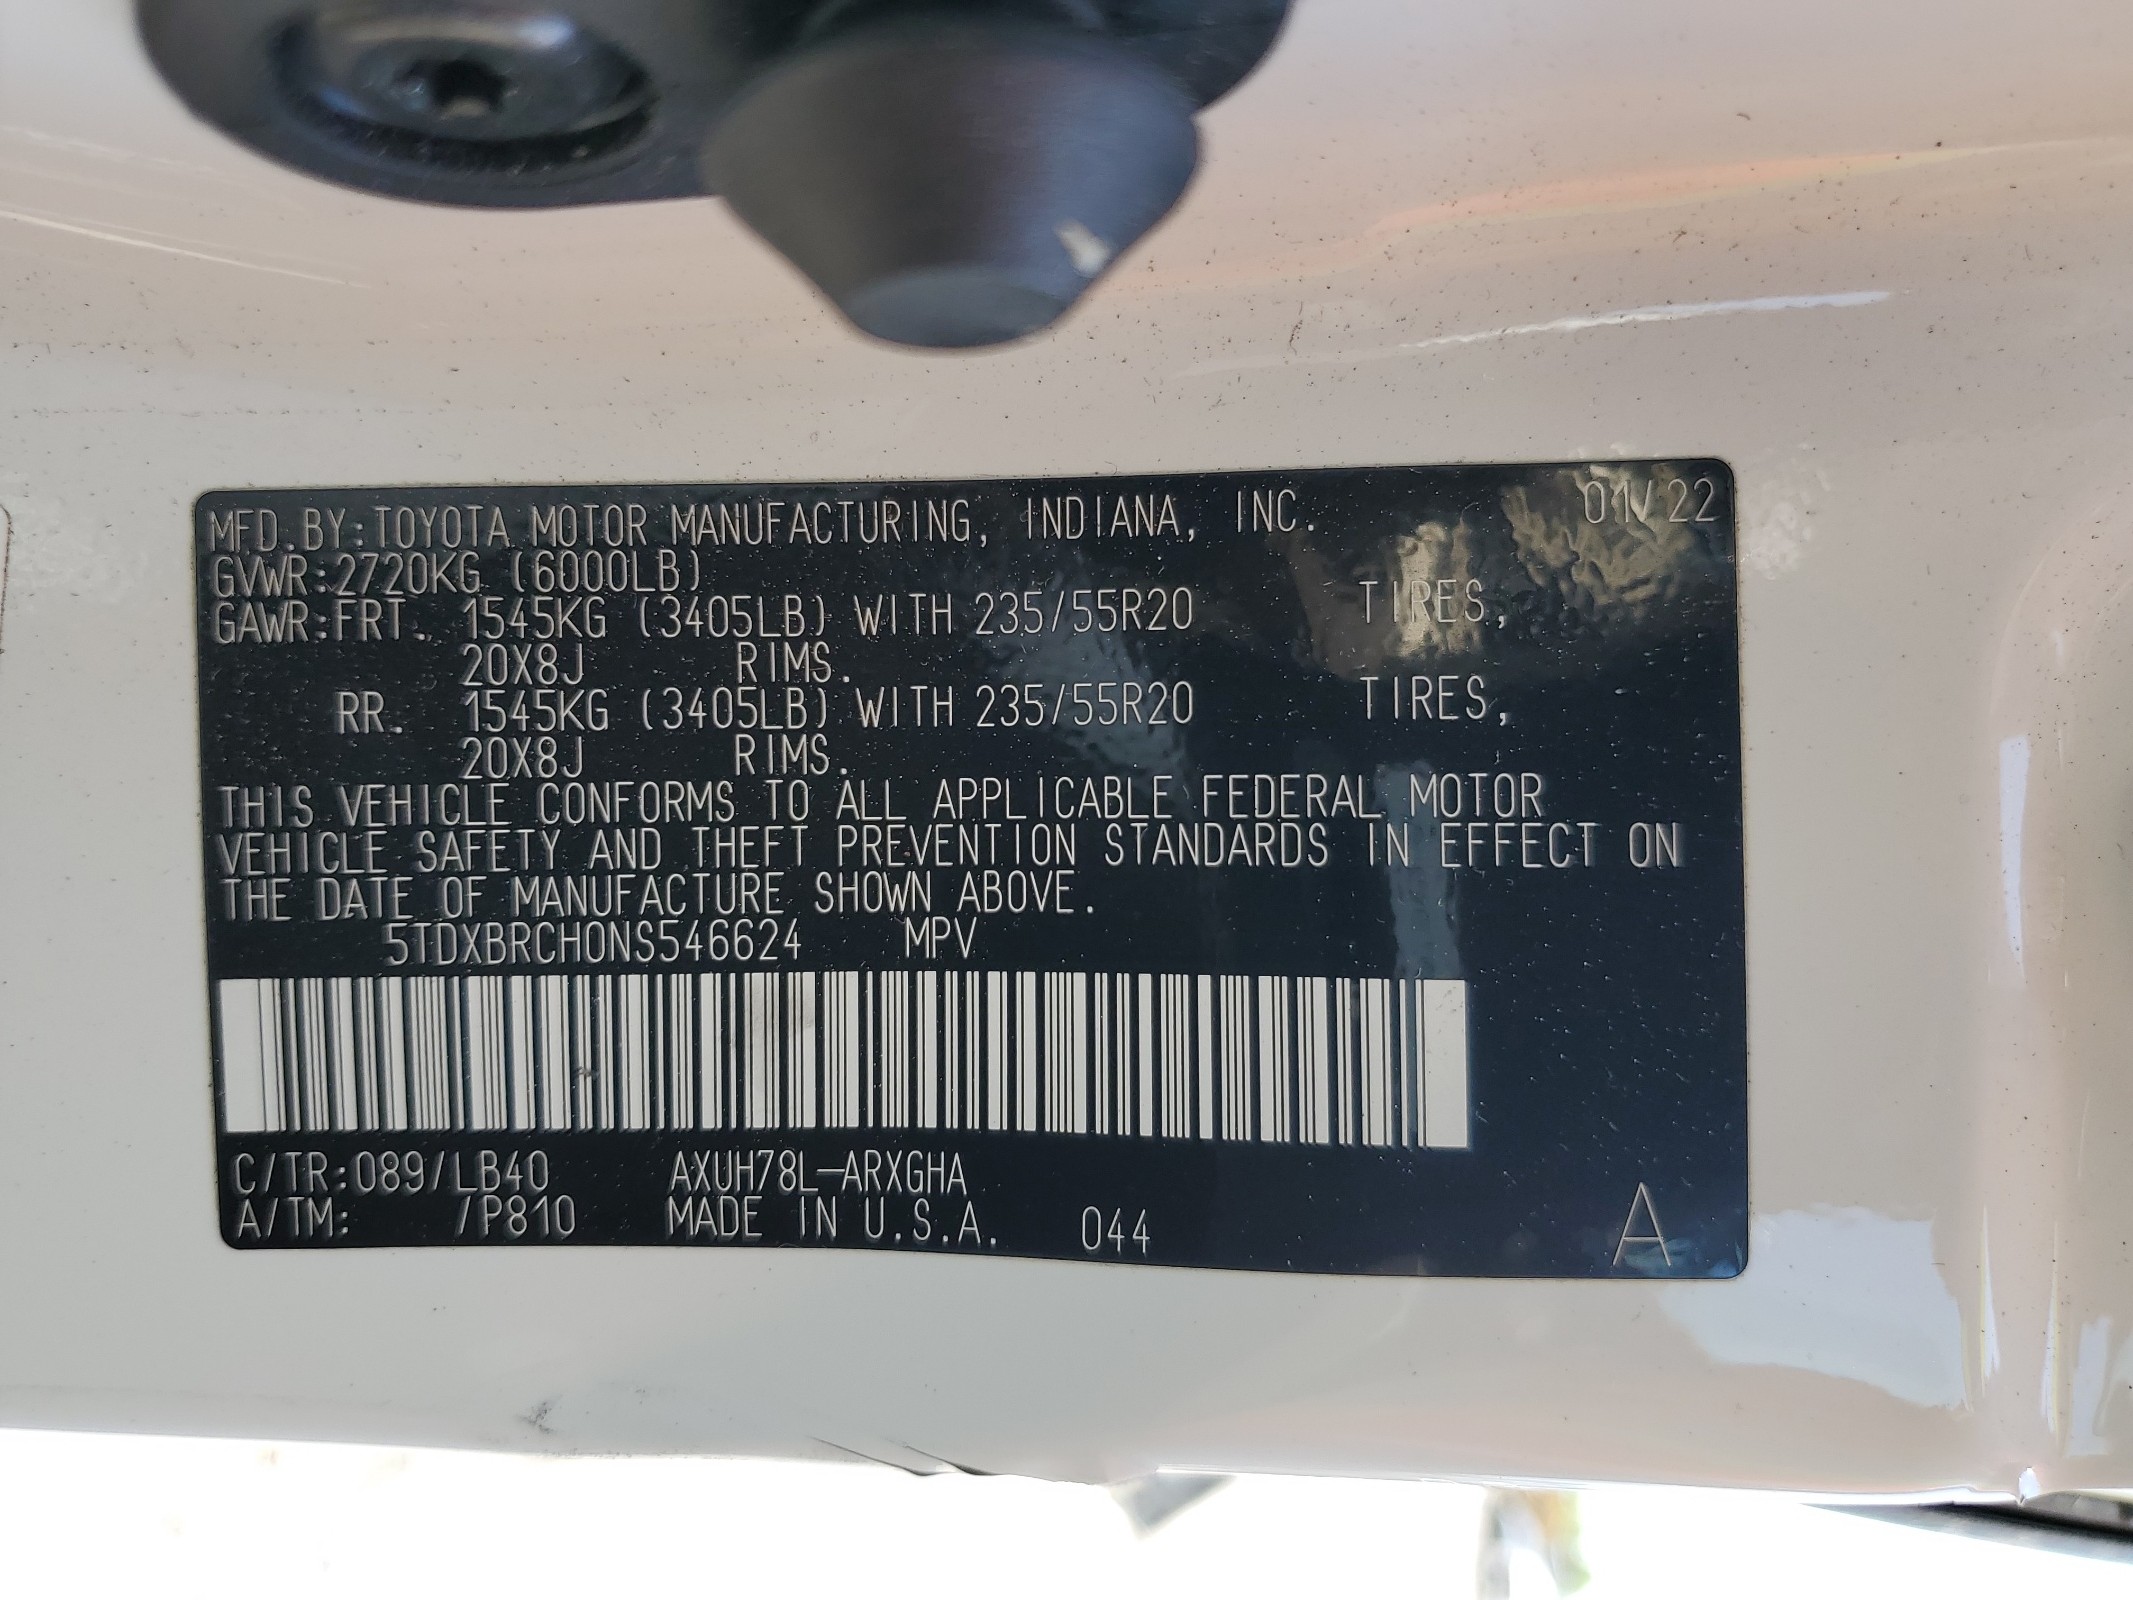 MFD.BY:TOYOTA MOTOR MANUFACTURING, INDIANA, INC. 01/22
GVWR:2720KG (6000LB)
GAWR:FRT. 1545KG (3405LB) WITH 235/55R20 TIRES,
20X8J RIMS.
RR. 1545KG (3405LB) WITH 235/55R20 TIRES,
20X8J RIMS.
THIS VEHICLE CONFORMS TO ALL APPLICABLE FEDERAL MOTOR
VEHICLE SAFETY AND THEFT PREVENTION STANDARDS IN EFFECT ON
THE DATE OF MANUFACTURE SHOWN ABOVE.
5TDXBRCH0NS546624 MPV
C/TR:089/LB40 AXUH78L-ARXGHA
A/TM: /P810 MADE IN U.S.A. 044 A